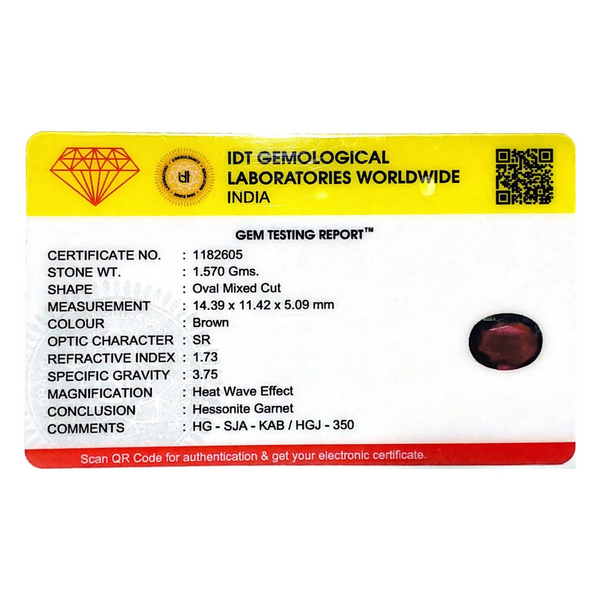 IDT GEMOLOGICAL
LABORATORIES WORLDWIDE
INDIA
GEM TESTING REPORT™
CERTIFICATE NO. : 1182605
STONE WT. : 1.570 Gms.
SHAPE : Oval Mixed Cut
MEASUREMENT : 14.39 x 11.42 x 5.09 mm
COLOUR : Brown
OPTIC CHARACTER : SR
REFRACTIVE INDEX : 1.73
SPECIFIC GRAVITY : 3.75
MAGNIFICATION : Heat Wave Effect
CONCLUSION : Hessonite Garnet
COMMENTS : HG - SJA - KAB / HGJ - 350
Scan QR Code for authentication & get your electronic certificate.